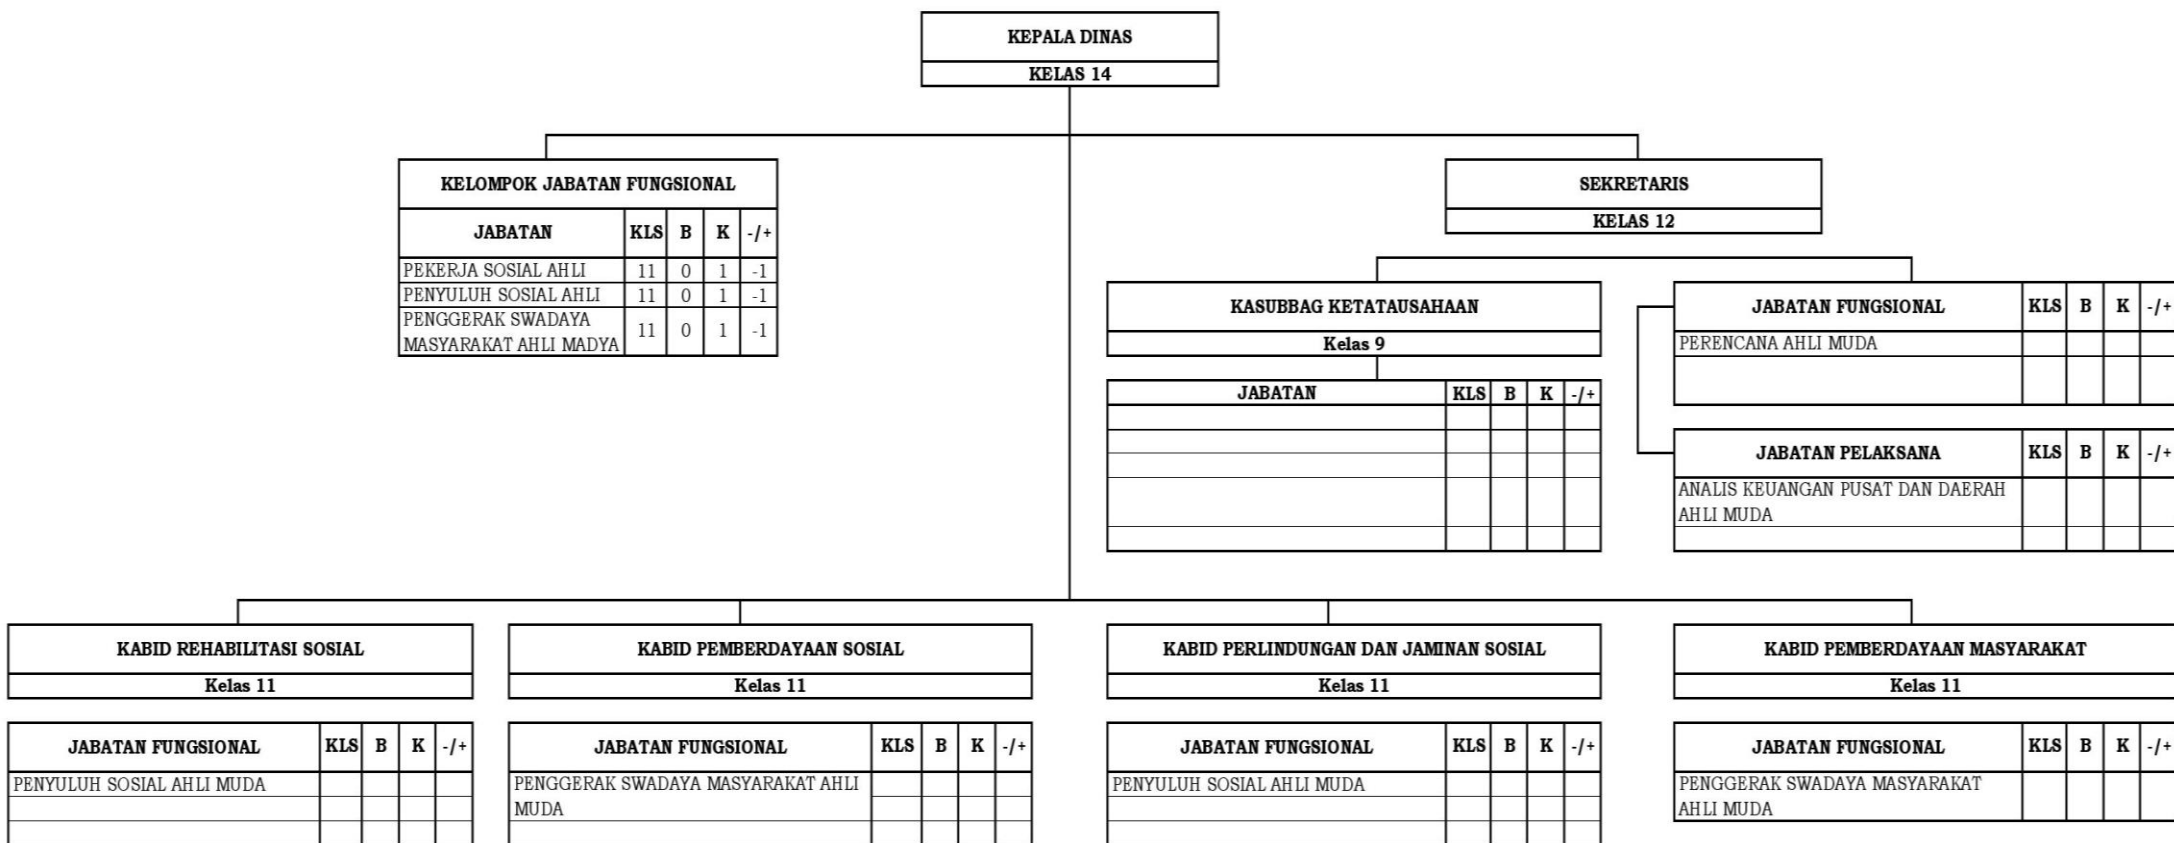 KEPALA DINAS
KELAS 14
KELOMPOK JABATAN FUNGSIONAL
JABATAN KLS B K -/+
PEKERJA SOSIAL AHLI 11 0 1 -1
PENYULUH SOSIAL AHLI 11 0 1 -1
PENGGERAK SWADAYA
MASYARAKAT AHLI MADYA 11 0 1 -1
SEKRETARIS
KELAS 12
KASUBBAG KETATAUSAHAAN
Kelas 9
JABATAN KLS B K -/+
JABATAN FUNGSIONAL KLS B K -/+
PERENCANA AHLI MUDA
JABATAN PELAKSANA KLS B K -/+
ANALIS KEUANGAN PUSAT DAN DAERAH
AHLI MUDA
KABID REHABILITASI SOSIAL
Kelas 11
JABATAN FUNGSIONAL KLS B K -/+
PENYULUH SOSIAL AHLI MUDA
KABID PEMBERDAYAAN SOSIAL
Kelas 11
JABATAN FUNGSIONAL KLS B K -/+
PENGGERAK SWADAYA MASYARAKAT AHLI
MUDA
KABID PERLINDUNGAN DAN JAMINAN SOSIAL
Kelas 11
JABATAN FUNGSIONAL KLS B K -/+
PENYULUH SOSIAL AHLI MUDA
KABID PEMBERDAYAAN MASYARAKAT
Kelas 11
JABATAN FUNGSIONAL KLS B K -/+
PENGGERAK SWADAYA MASYARAKAT
AHLI MUDA